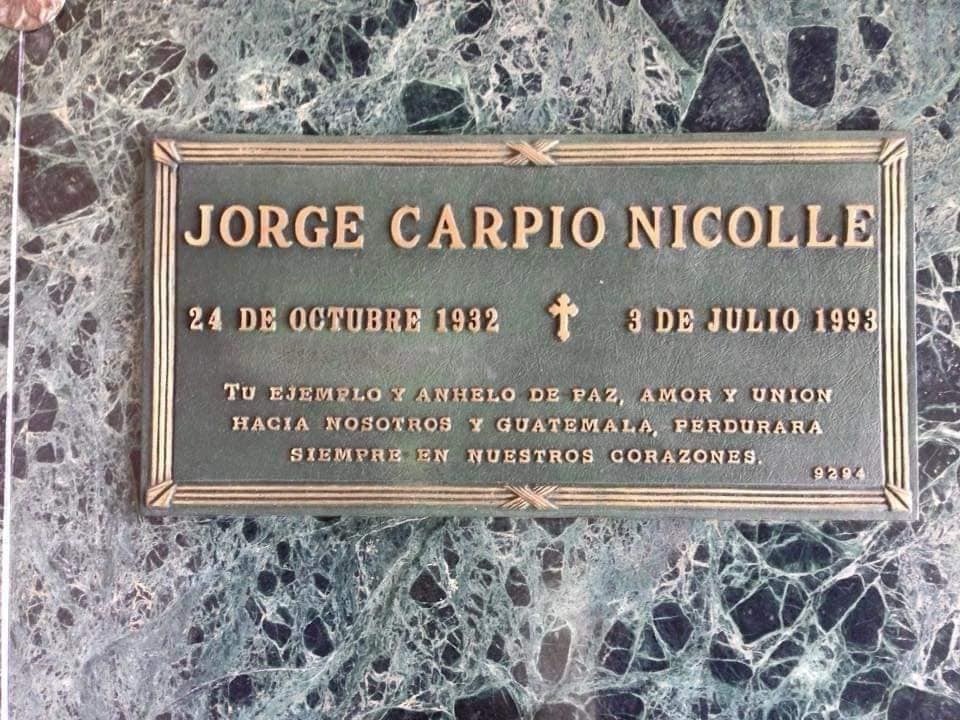 JORGE CARPIO NICOLLE
24 DE OCTUBRE 1932 3 DE JULIO 1993
TU EJEMPLO Y ANHELO DE PAZ, AMOR Y UNION
HACIA NOSOTROS Y GUATEMALA, PERDURARA
SIEMPRE EN NUESTROS CORAZONES.
9294